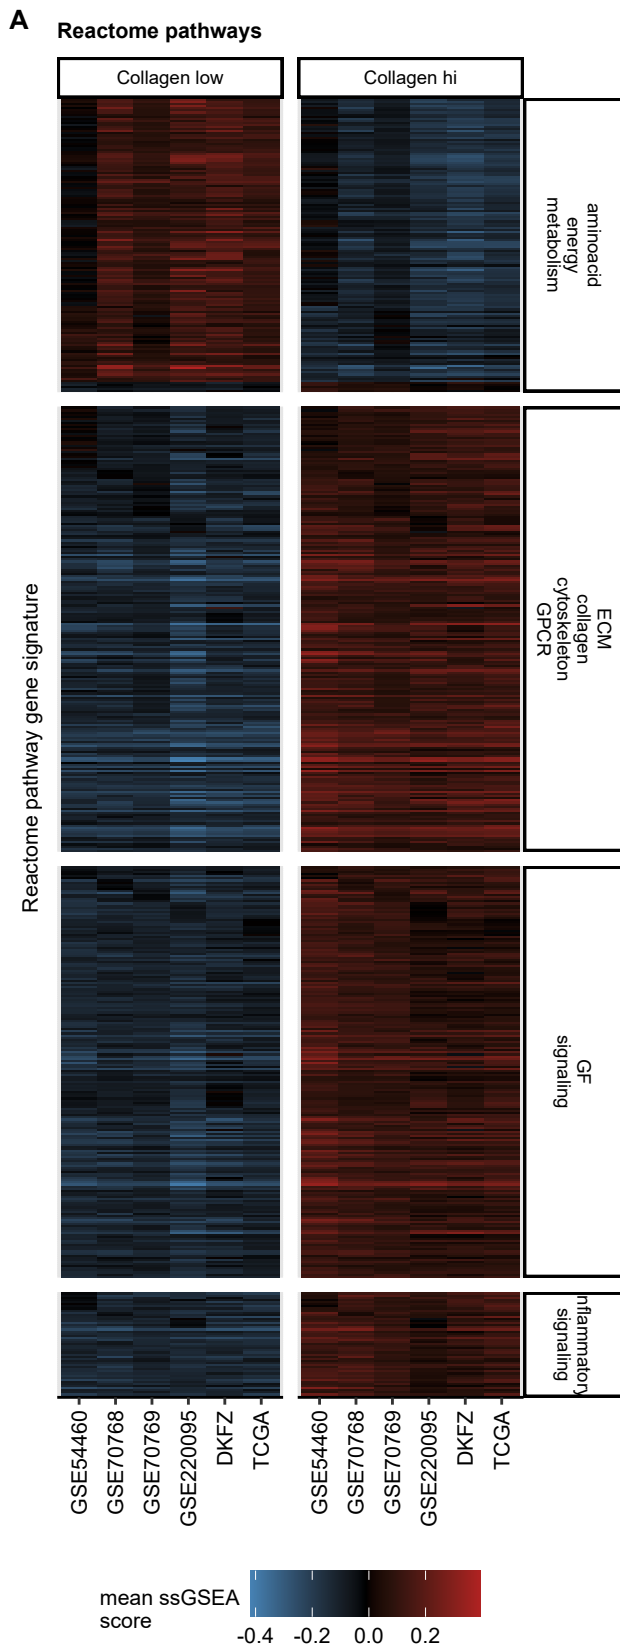 A
Reactome pathways
Collagen low
Collagen hi
aminoacid
energy
metabolism
ECM
collagen
cytoskeleton
GPCR
GF
signaling
nflammatory
signaling
Reactome pathway gene signature
GSE54460
GSE70768
GSE70769
GSE220095
DKFZ
TCGA
GSE54460
GSE70768
GSE70769
GSE220095
DKFZ
TCGA
mean ssGSEA
score
-0.4 -0.2 0.0 0.2